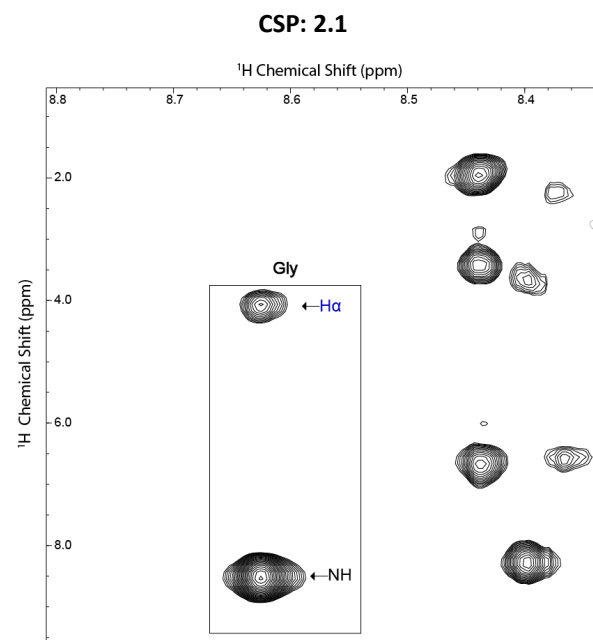 CSP: 2.1
¹H Chemical Shift (ppm)
8.8 8.7 8.6 8.5 8.4
2.0
Gly
4.0
Hα
¹H Chemical Shift (ppm)
6.0
8.0
NH